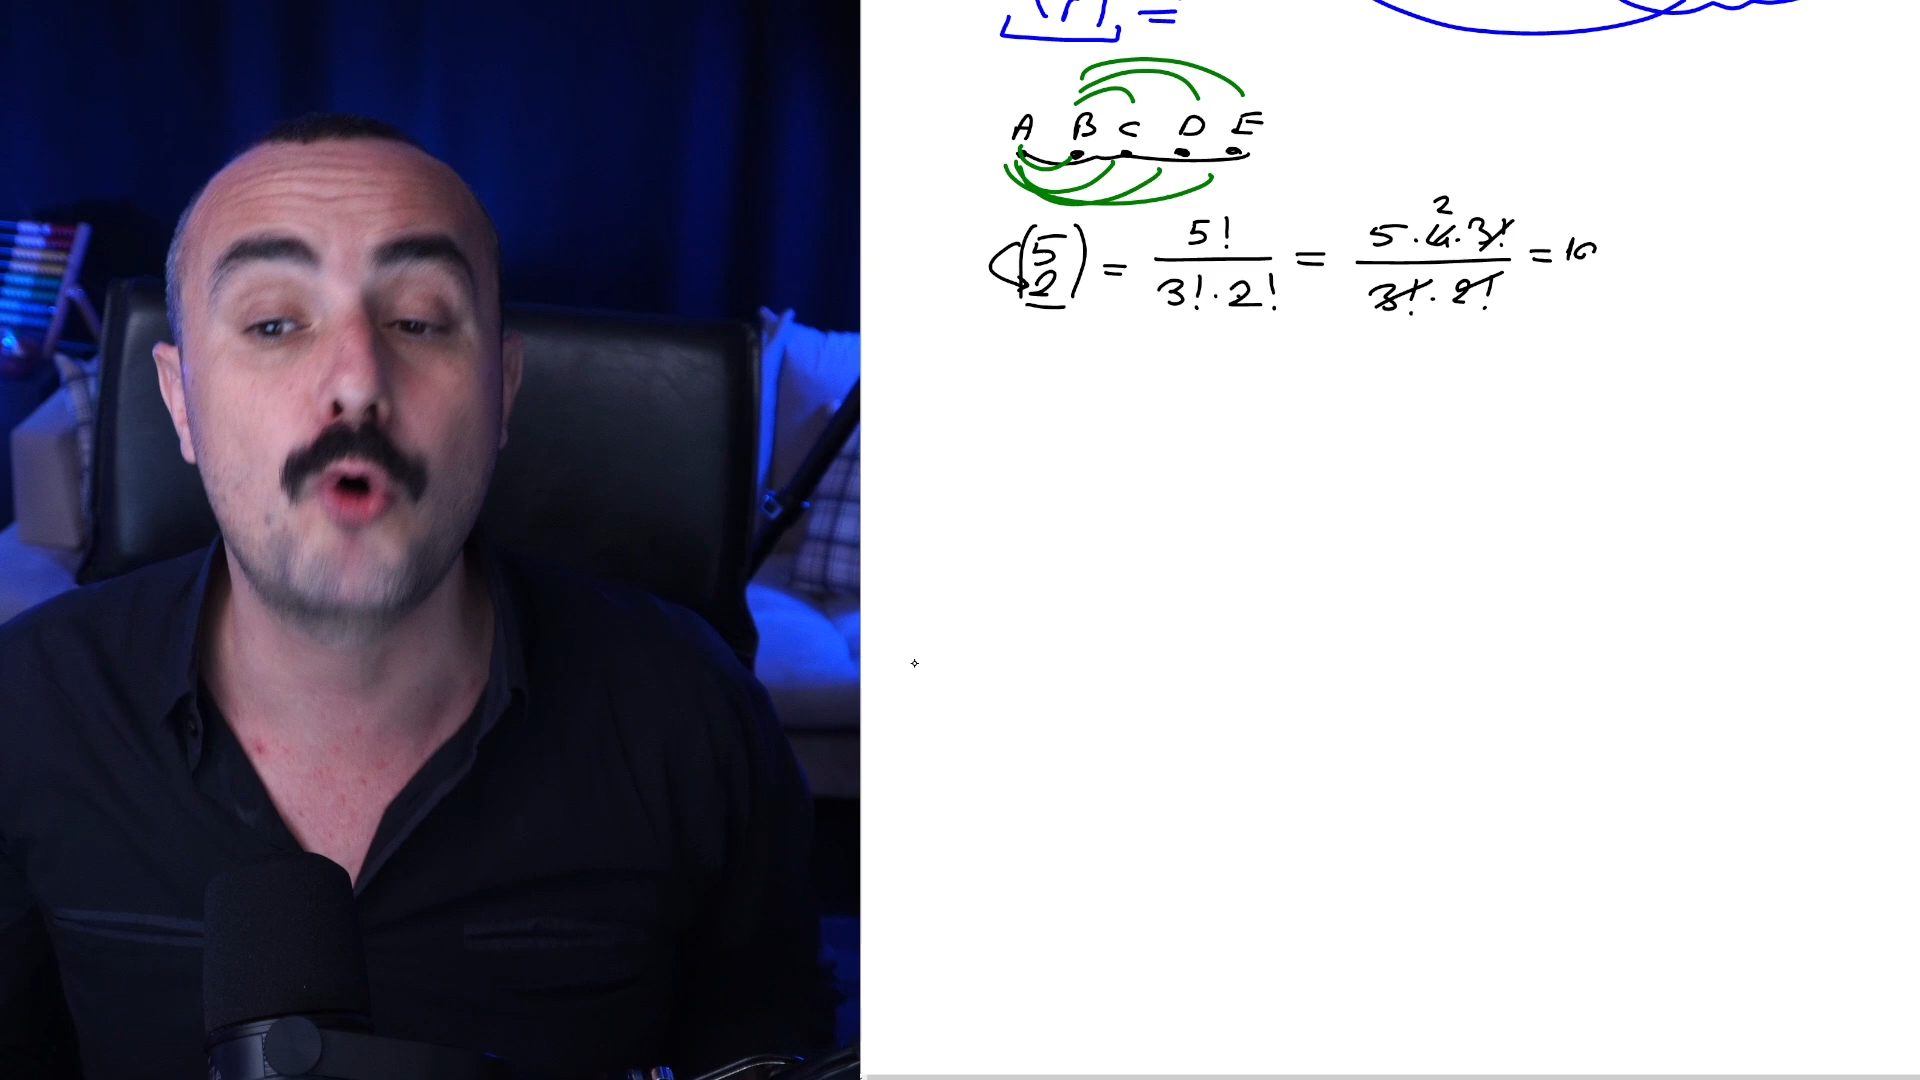 (r) =
A B C D E
(5 2) = 5! / 3! · 2! = 5 · 4 · 3! / 3! · 2! = 10
2